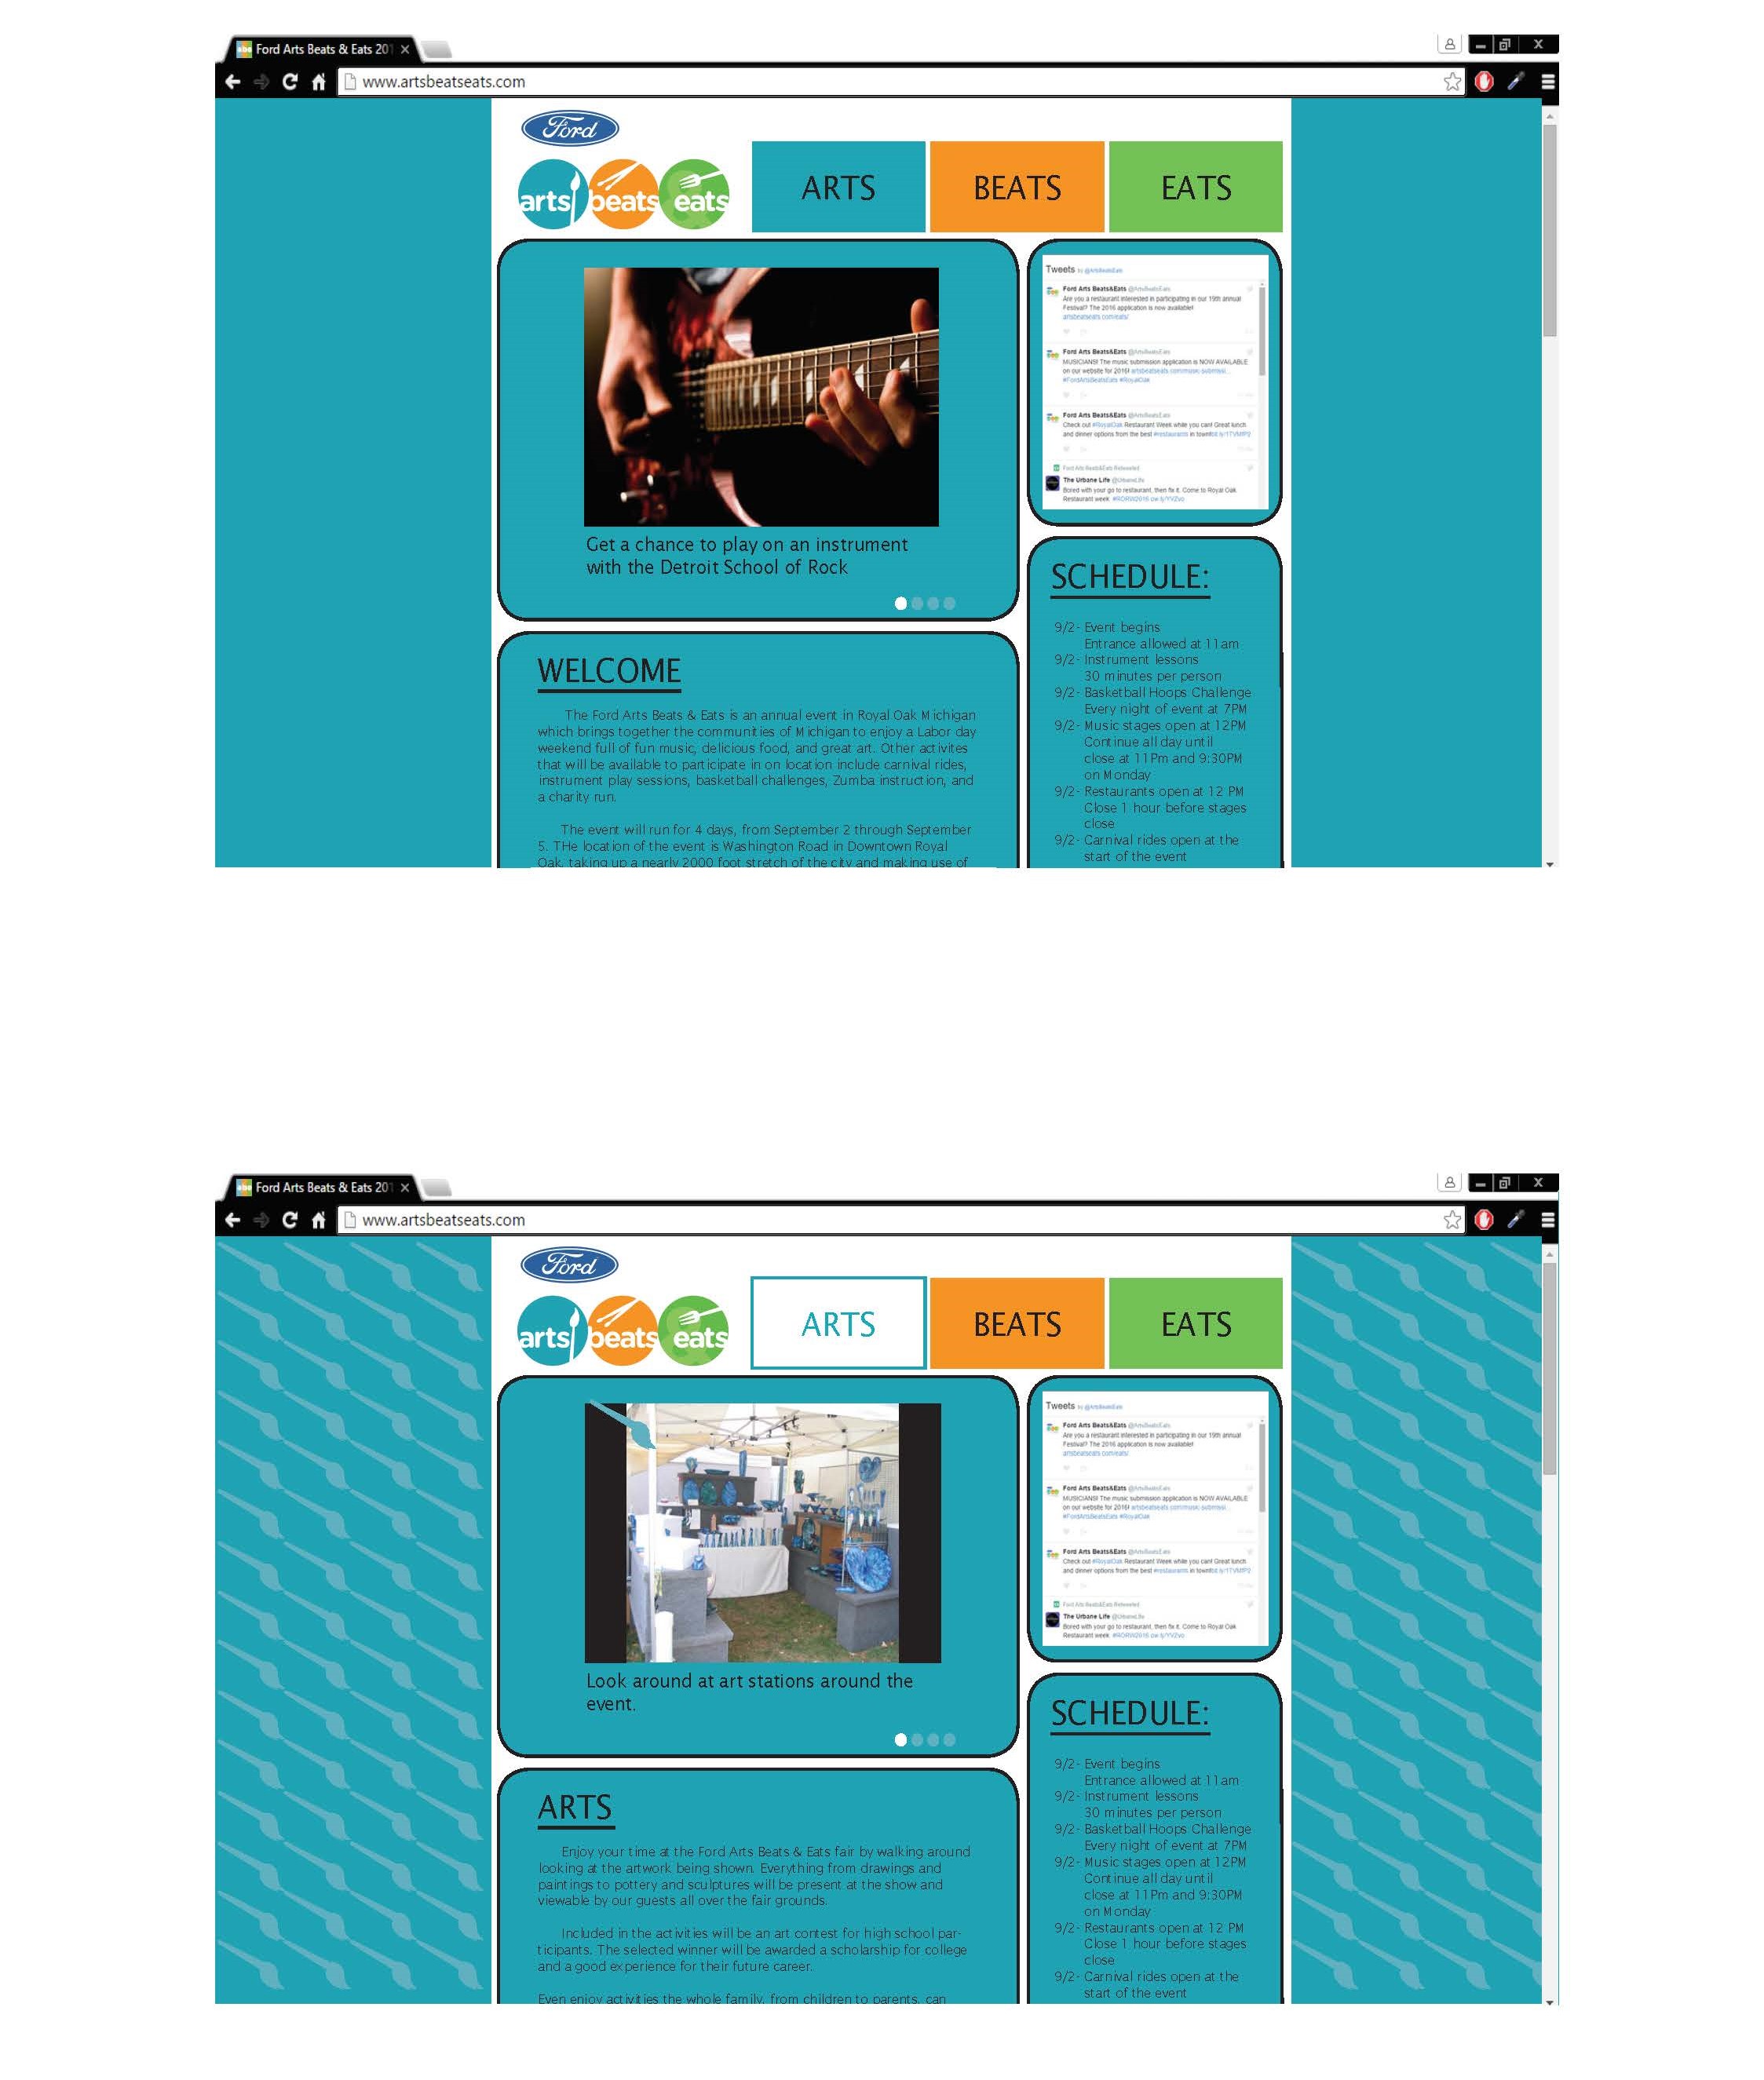 Ford Arts Beats & Eats 201
www.artsbeatseats.com
Ford
arts beats eats
ARTS
BEATS
EATS
Get a chance to play on an instrument
with the Detroit School of Rock
Tweets by @ArtsBeatsEats
Ford Arts Beats&Eats @ArtsBeatsEats
Are you a restaurant interested in participating in our 19th annual
Festival? The 2016 application is now available!
artsbeatseats.com/eats/
Ford Arts Beats&Eats @ArtsBeatsEats
MUSICIANS! The music submission application is NOW AVAILABLE
on our website for 2016! artsbeatseats.com/music-submissi...
#FordArtsBeatsEats #RoyalOak
Ford Arts Beats&Eats @ArtsBeatsEats
Check out #RoyalOak Restaurant Week while you can! Great lunch
and dinner options from the best #restaurants in town!
Ford Arts Beats&Eats Retweeted
The Urbane Life @UrbaneLife
Bored with your go to restaurant, then fix it. Come to Royal Oak
Restaurant week. #RORW2016
SCHEDULE:
9/2- Event begins
Entrance allowed at 11am
9/2- Instrument lessons
30 minutes per person
9/2- Basketball Hoops Challenge
Every night of event at 7PM
9/2- Music stages open at 12PM
Continue all day until
close at 11Pm and 9:30PM
on Monday
9/2- Restaurants open at 12 PM
Close 1 hour before stages
close
9/2- Carnival rides open at the
start of the event
WELCOME
The Ford Arts Beats & Eats is an annual event in Royal Oak Michigan
which brings together the communities of Michigan to enjoy a Labor day
weekend full of fun music, delicious food, and great art. Other activites
that will be available to participate in on location include carnival rides,
instrument play sessions, basketball challenges, Zumba instruction, and
a charity run.
The event will run for 4 days, from September 2 through September
5. THe location of the event is Washington Road in Downtown Royal
Oak, taking up a nearly 2000 foot stretch of the city and making use of
Ford Arts Beats & Eats 201
www.artsbeatseats.com
Ford
arts beats eats
ARTS
BEATS
EATS
Look around at art stations around the
event.
Tweets by @ArtsBeatsEats
Ford Arts Beats&Eats @ArtsBeatsEats
Are you a restaurant interested in participating in our 19th annual
Festival? The 2016 application is now available!
artsbeatseats.com/eats/
Ford Arts Beats&Eats @ArtsBeatsEats
MUSICIANS! The music submission application is NOW AVAILABLE
on our website for 2016! artsbeatseats.com/music-submissi...
#FordArtsBeatsEats #RoyalOak
Ford Arts Beats&Eats @ArtsBeatsEats
Check out #RoyalOak Restaurant Week while you can! Great lunch
and dinner options from the best #restaurants in town!
Ford Arts Beats&Eats Retweeted
The Urbane Life @UrbaneLife
Bored with your go to restaurant, then fix it. Come to Royal Oak
Restaurant week. #RORW2016
SCHEDULE:
9/2- Event begins
Entrance allowed at 11am
9/2- Instrument lessons
30 minutes per person
9/2- Basketball Hoops Challenge
Every night of event at 7PM
9/2- Music stages open at 12PM
Continue all day until
close at 11Pm and 9:30PM
on Monday
9/2- Restaurants open at 12 PM
Close 1 hour before stages
close
9/2- Carnival rides open at the
start of the event
ARTS
Enjoy your time at the Ford Arts Beats & Eats fair by walking around
looking at the artwork being shown. Everything from drawings and
paintings to pottery and sculptures will be present at the show and
viewable by our guests all over the fair grounds.
Included in the activities will be an art contest for high school par-
ticipants. The selected winner will be awarded a scholarship for college
and a good experience for their future career.
Even enjoy activities the whole family, from children to parents, can